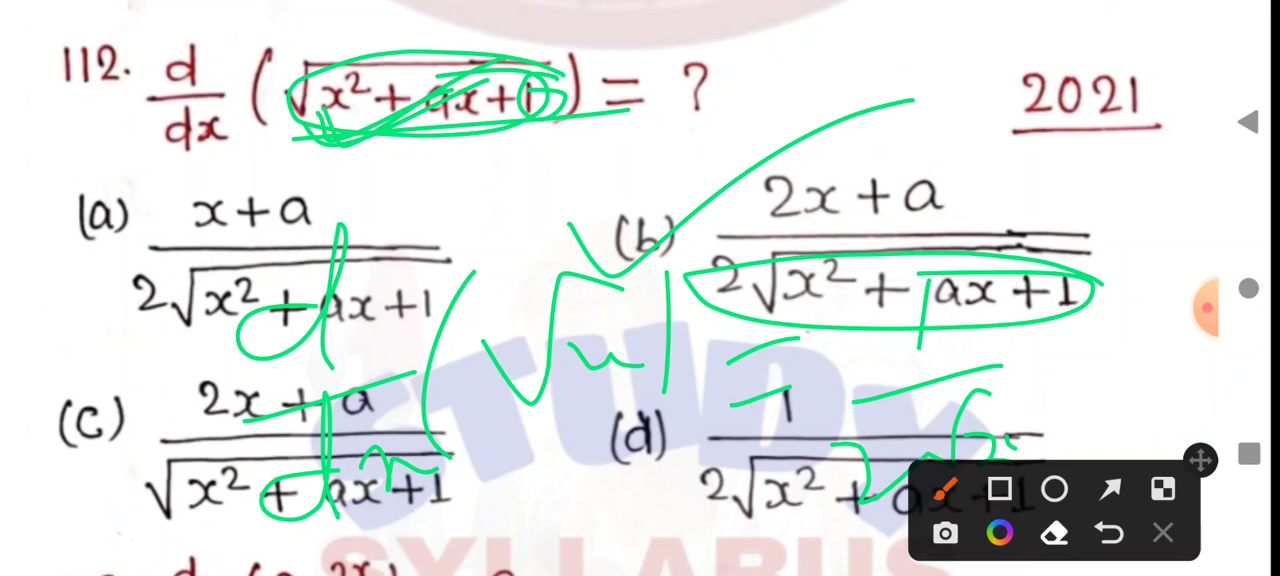 112. d/dx (√(x² + ax + 1)) = ? 2021
(a) (x + a)/(2√(x² + ax + 1)) (b) (2x + a)/(2√(x² + ax + 1))
(c) (2x + a)/(√(x² + ax + 1)) (d) 1/(2√(x² + ax + 1))
STUDY
SYLLABUS